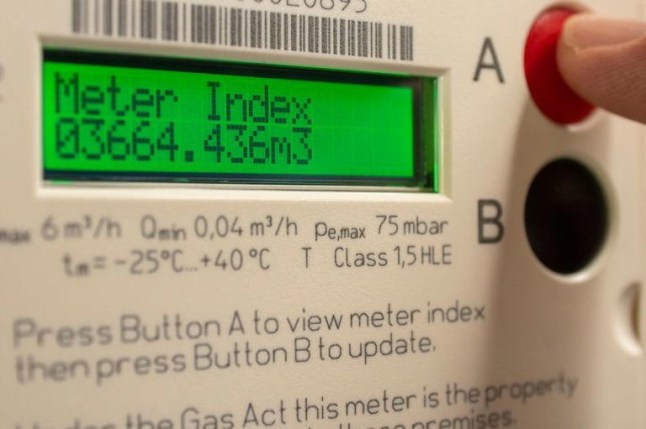 Meter Index
03664.436m3
A
B
6 m³/h Qmin 0,04 m³/h pe,max 75 mbar
tm = -25°C...+40°C T Class 1,5 HLE
Press Button A to view meter index
then press Button B to update.
the Gas Act this meter is the property
premises.